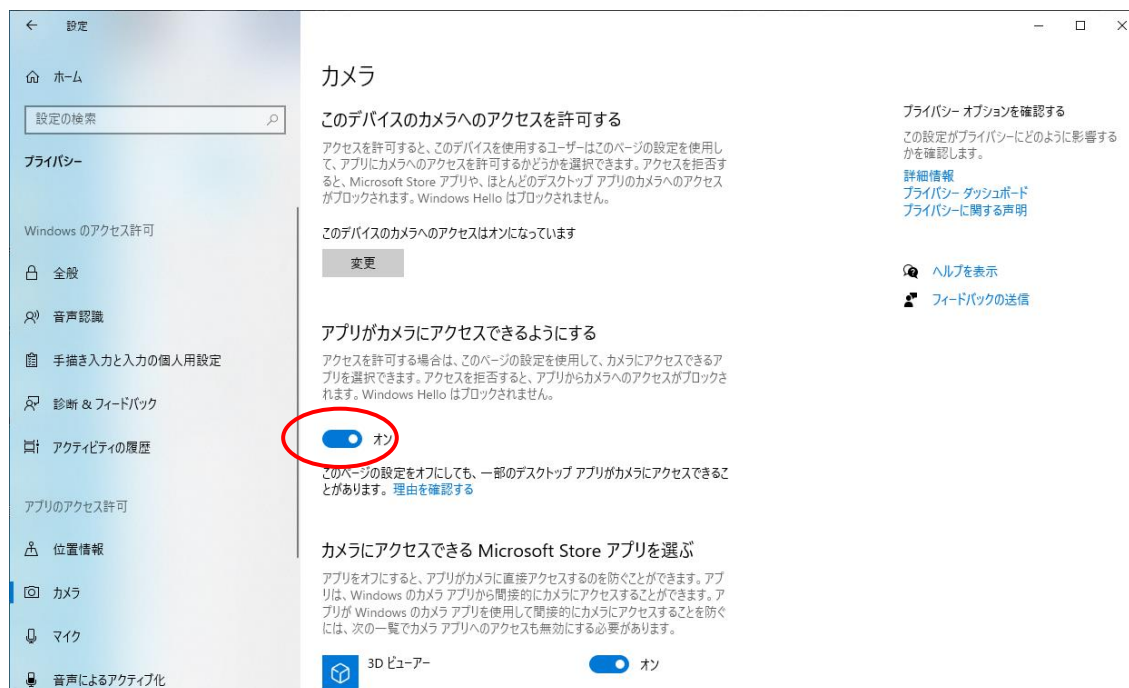 設定
ホーム
設定の検索
プライバシー
Windows のアクセス許可
全般
音声認識
手描き入力と入力の個人用設定
診断 & フィードバック
アクティビティの履歴
アプリのアクセス許可
位置情報
カメラ
マイク
音声によるアクティブ化
カメラ
このデバイスのカメラへのアクセスを許可する
アクセスを許可すると、このデバイスを使用するユーザーはこのページの設定を使用し
て、アプリにカメラへのアクセスを許可するかどうかを選択できます。アクセスを拒否す
ると、Microsoft Store アプリや、ほとんどのデスクトップ アプリのカメラへのアクセス
がブロックされます。Windows Hello はブロックされません。
このデバイスのカメラへのアクセスはオンになっています
変更
アプリがカメラにアクセスできるようにする
アクセスを許可する場合は、このページの設定を使用して、カメラにアクセスできるア
プリを選択できます。アクセスを拒否すると、アプリからカメラへのアクセスがブロックさ
れます。Windows Hello はブロックされません。
オン
このページの設定をオフにしても、一部のデスクトップ アプリがカメラにアクセスできるこ
とがあります。理由を確認する
カメラにアクセスできる Microsoft Store アプリを選ぶ
アプリをオフにすると、アプリがカメラに直接アクセスするのを防ぐことができます。アプ
リは、Windows のカメラ アプリから間接的にカメラにアクセスすることができます。ア
プリが Windows のカメラ アプリを使用して間接的にカメラにアクセスすることを防ぐ
には、次の一覧でカメラ アプリへのアクセスも無効にする必要があります。
3D ビューアー オン
プライバシー オプションを確認する
この設定がプライバシーにどのように影響する
かを確認します。
詳細情報
プライバシー ダッシュボード
プライバシーに関する声明
ヘルプを表示
フィードバックの送信